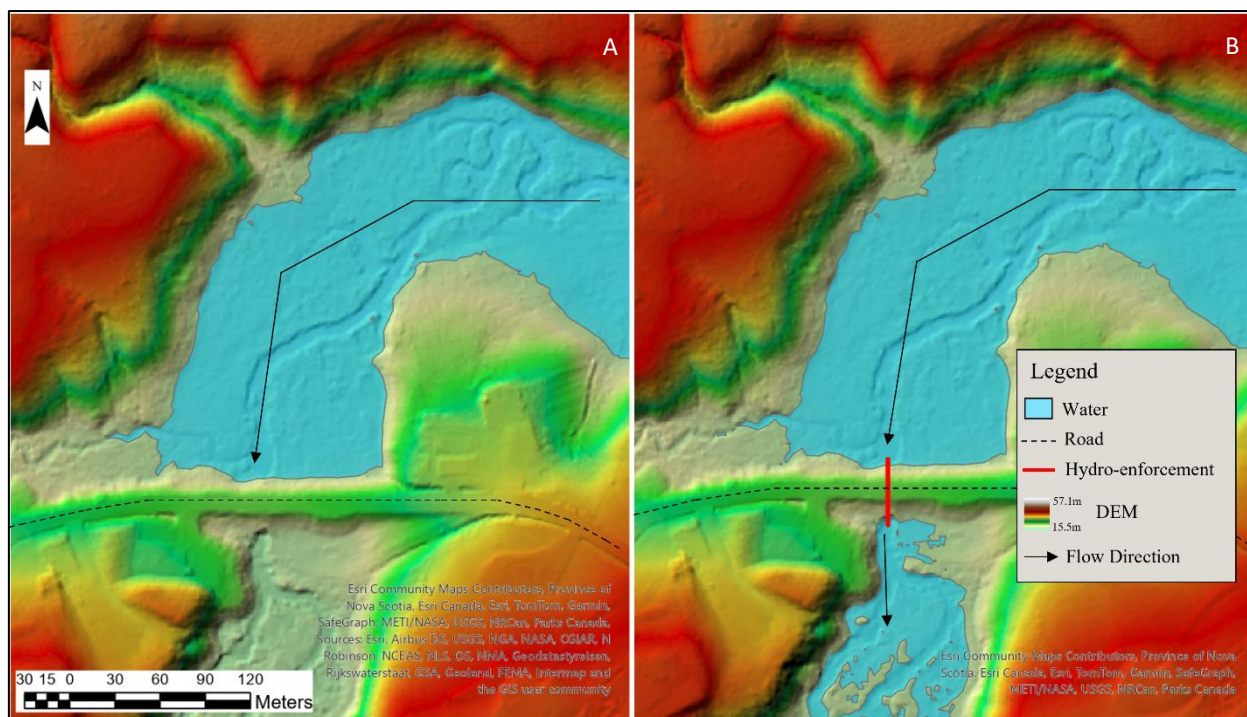 A
N
Esri Community Maps Contributors, Province of
Nova Scotia, Esri Canada, Esri, TomTom, Garmin,
SafeGraph, METI/NASA, USGS, NRCan, Parks Canada,
Sources: Esri, Airbus DS, USGS, NGA, NASA, CGIAR, N
Robinson, NCEAS, NLS, OS, NMA, Geodatastyrelsen,
Rijkswaterstaat, GSA, Geoland, FEMA, Intermap and
the GIS user community
30 15 0 30 60 90 120
Meters
B
Legend
Water
Road
Hydro-enforcement
57.1m
DEM
15.5m
Flow Direction
Esri Community Maps Contributors, Province of Nova
Scotia, Esri Canada, Esri, TomTom, Garmin, SafeGraph,
METI/NASA, USGS, NRCan, Parks Canada